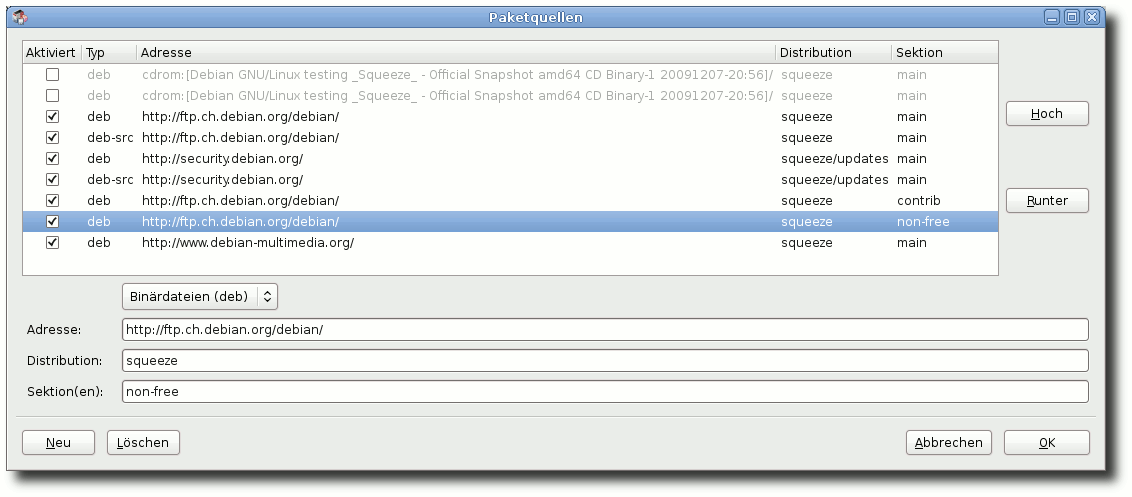 Paketquellen
Aktiviert Typ Adresse Distribution Sektion
deb cdrom:[Debian GNU/Linux testing _Squeeze_ - Official Snapshot amd64 CD Binary-1 20091207-20:56]/ squeeze main
deb cdrom:[Debian GNU/Linux testing _Squeeze_ - Official Snapshot amd64 CD Binary-1 20091207-20:56]/ squeeze main
deb http://ftp.ch.debian.org/debian/ squeeze main
Hoch
deb-src http://ftp.ch.debian.org/debian/ squeeze main
deb http://security.debian.org/ squeeze/updates main
deb-src http://security.debian.org/ squeeze/updates main
deb http://ftp.ch.debian.org/debian/ squeeze contrib
Runter
deb http://ftp.ch.debian.org/debian/ squeeze non-free
deb http://www.debian-multimedia.org/ squeeze main
Binärdateien (deb)
Adresse: http://ftp.ch.debian.org/debian/
Distribution: squeeze
Sektion(en): non-free
Neu Löschen Abbrechen OK